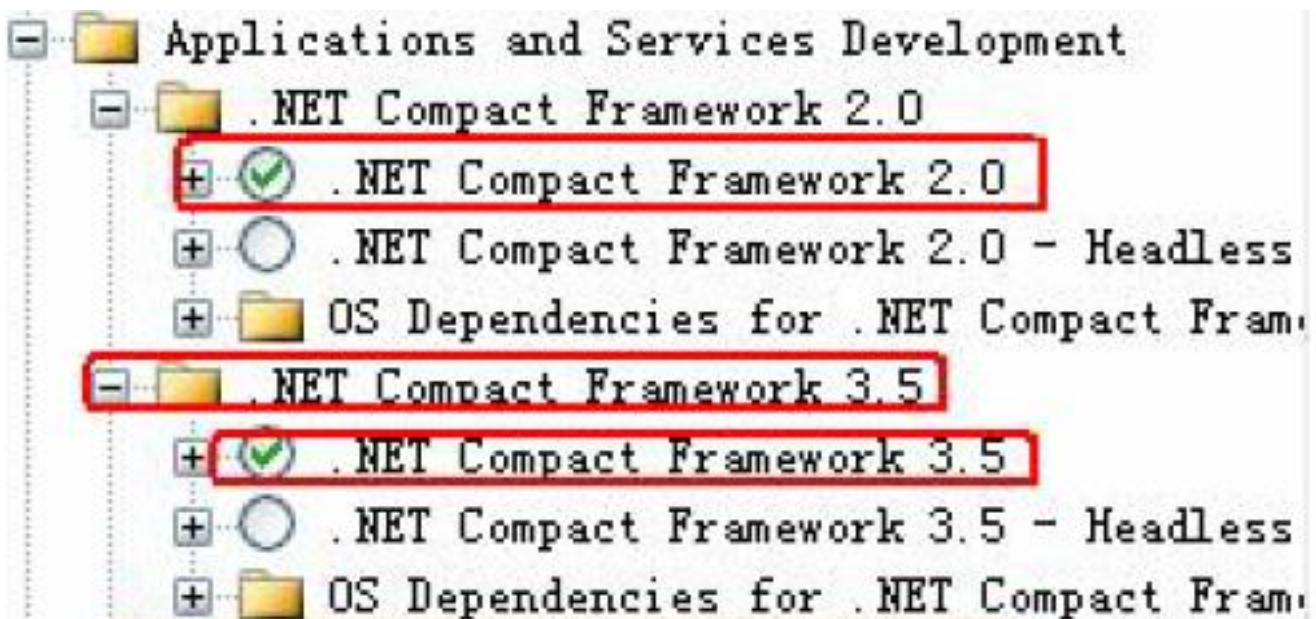 Applications and Services Development
.NET Compact Framework 2.0
.NET Compact Framework 2.0
.NET Compact Framework 2.0 - Headless
OS Dependencies for .NET Compact
.NET Compact Framework 3.5
.NET Compact Framework 3.5
.NET Compact Framework 3.5 - Headless
OS Dependencies for .NET Compact